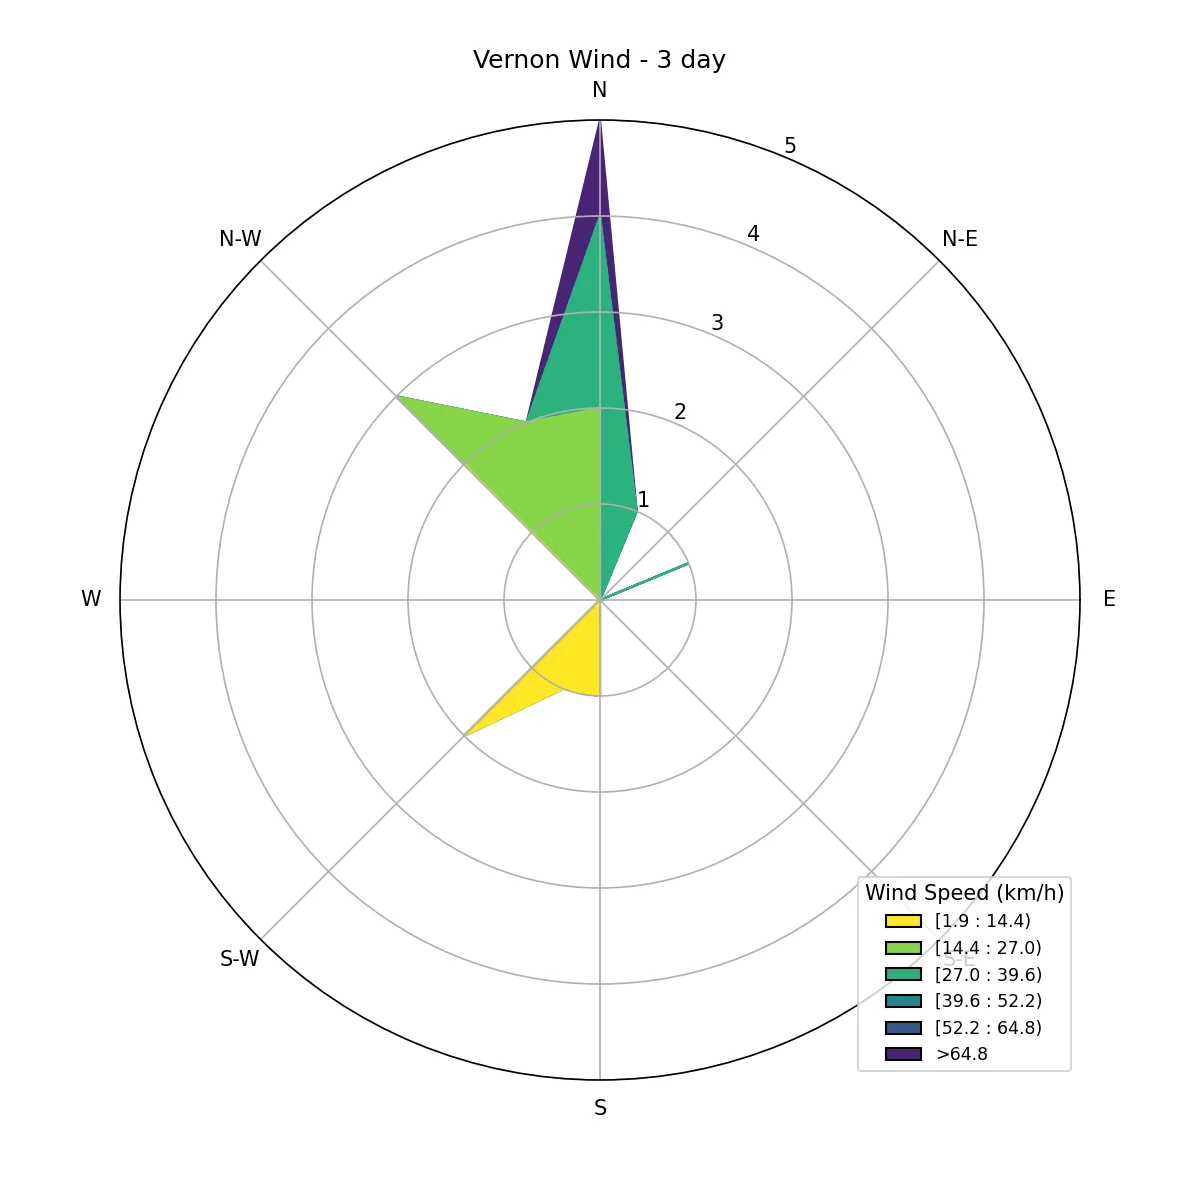 Vernon Wind - 3 day
N
5
N-W
4
N-E
3
2
1
W
E
S-W
S-E
S
Wind Speed (km/h)
[1.9 : 14.4)
[14.4 : 27.0)
[27.0 : 39.6)
[39.6 : 52.2)
[52.2 : 64.8)
>64.8